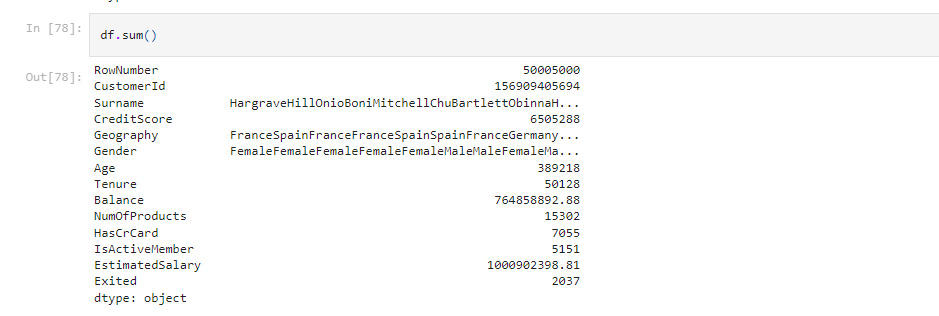 In [78]: df.sum()
Out[78]: RowNumber 50005000
CustomerId 156909405694
Surname HargraveHillOnioBoniMitchellChuBartlettObinnaH...
CreditScore 6505288
Geography FranceSpainFranceFranceSpainSpainFranceGermany...
Gender FemaleFemaleFemaleFemaleFemaleMaleMaleFemaleMa...
Age 389218
Tenure 50128
Balance 764858892.88
NumOfProducts 15302
HasCrCard 7055
IsActiveMember 5151
EstimatedSalary 1000902398.81
Exited 2037
dtype: object